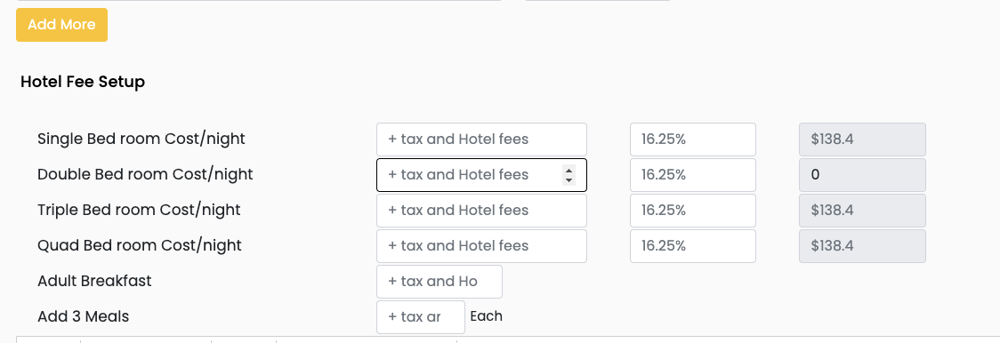 Add More
Hotel Fee Setup
Single Bed room Cost/night + tax and Hotel fees 16.25% $138.4
Double Bed room Cost/night + tax and Hotel fees 16.25% 0
Triple Bed room Cost/night + tax and Hotel fees 16.25% $138.4
Quad Bed room Cost/night + tax and Hotel fees 16.25% $138.4
Adult Breakfast + tax and Ho
Add 3 Meals + tax ar Each